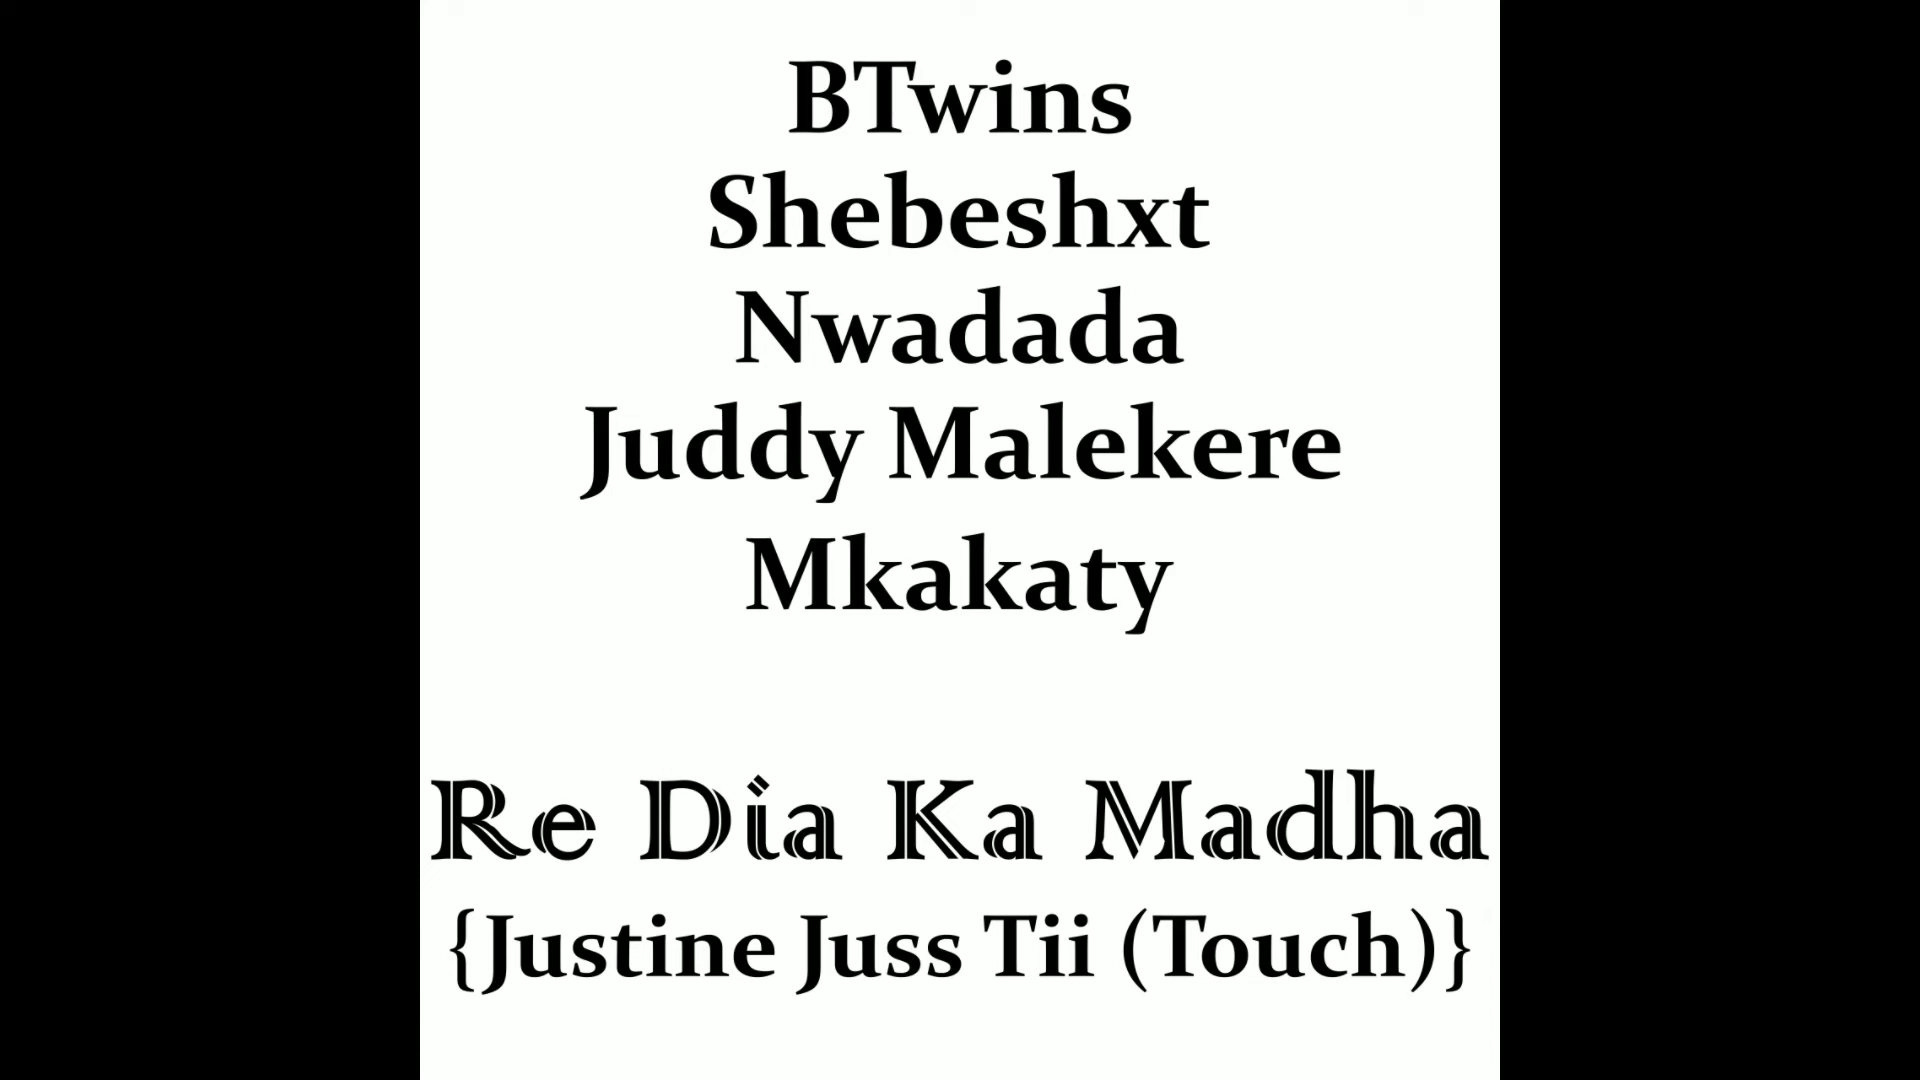 BTwins
Shebeshxt
Nwadada
Juddy Malekere
Mkakaty
Re Dia Ka Madha
{Justine Juss Tii (Touch)}